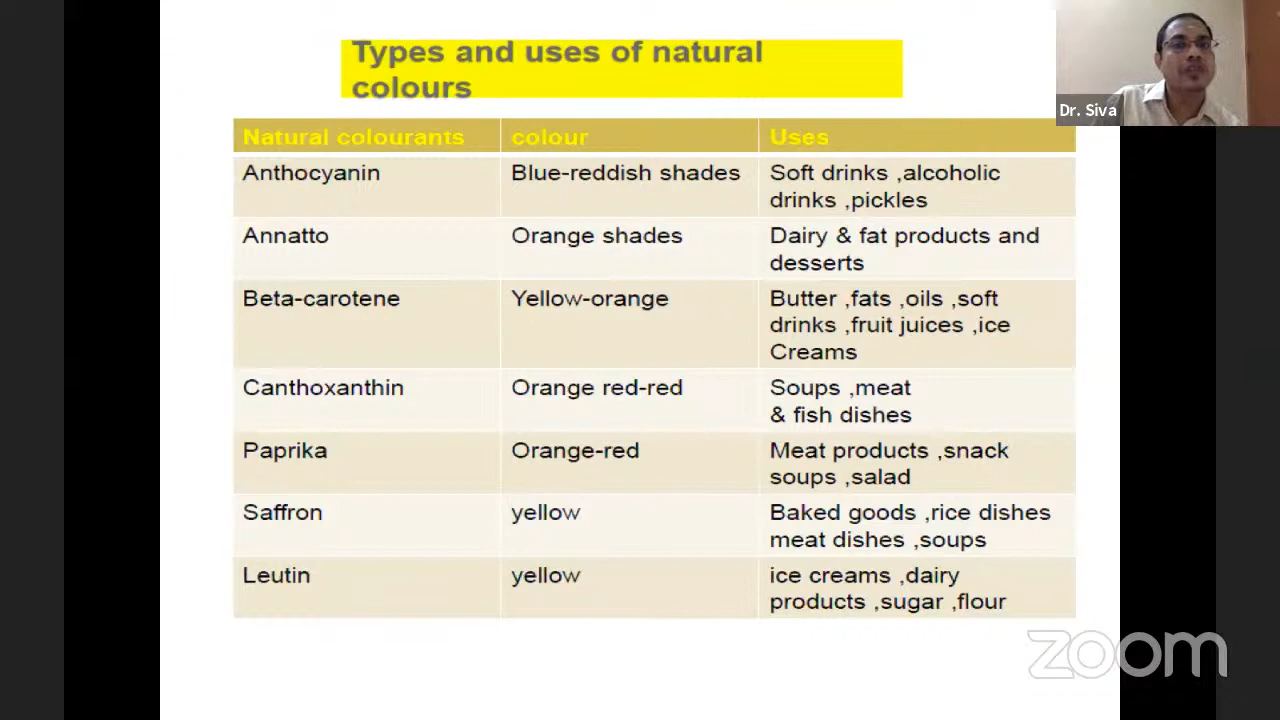 Types and uses of natural
colours
Dr. Siva
Natural colourants colour Uses
Anthocyanin Blue-reddish shades Soft drinks ,alcoholic
drinks ,pickles
Annatto Orange shades Dairy & fat products and
desserts
Beta-carotene Yellow-orange Butter ,fats ,oils ,soft
drinks ,fruit juices ,ice
Creams
Canthoxanthin Orange red-red Soups ,meat
& fish dishes
Paprika Orange-red Meat products ,snack
soups ,salad
Saffron yellow Baked goods ,rice dishes
meat dishes ,soups
Leutin yellow ice creams ,dairy
products ,sugar ,flour
zoom